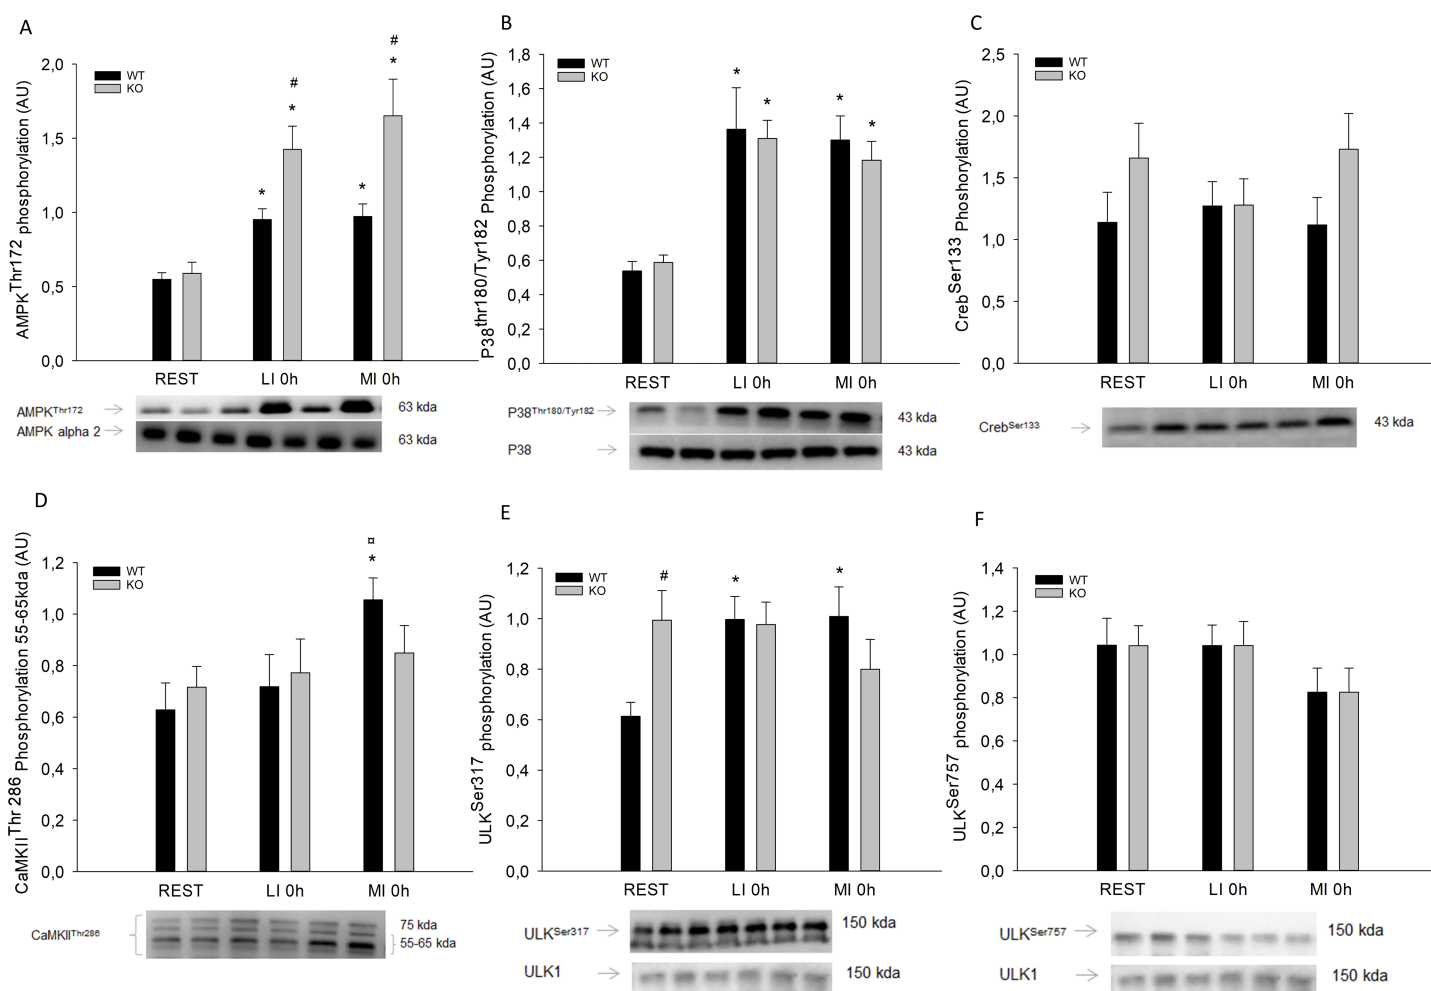 A
AMPKThr172 phosphorylation (AU)
2,0
1,5
1,0
0,5
0,0
WT
KO
*
#
*
*
#
*
REST LI 0h MI 0h
AMPKThr172 63 kda
AMPK alpha 2 63 kda
B
P38thr180/Tyr182 Phosphorylation (AU)
1,8
1,6
1,4
1,2
1,0
0,8
0,6
0,4
0,2
0,0
WT
KO
*
*
*
*
REST LI 0h MI 0h
P38Thr180/Tyr182 43 kda
P38 43 kda
C
CrebSer133 Phoshorylation (AU)
2,5
2,0
1,5
1,0
0,5
0,0
WT
KO
REST LI 0h MI 0h
CrebSer133 43 kda
D
CaMKIIThr 286 Phosphorylation 55-65kda (AU)
1,2
1,0
0,8
0,6
0,4
0,2
0,0
WT
KO
¤
*
REST LI 0h MI 0h
CaMKIIThr286
75 kda
55-65 kda
E
ULKSer317 phosphorylation (AU)
1,2
1,0
0,8
0,6
0,4
0,2
0,0
WT
KO
#
*
*
REST LI 0h MI 0h
ULKSer317 150 kda
ULK1 150 kda
F
ULKSer757 phosphorylation (AU)
1,4
1,2
1,0
0,8
0,6
0,4
0,2
0,0
WT
KO
REST LI 0h MI 0h
ULKSer757 150 kda
ULK1 150 kda